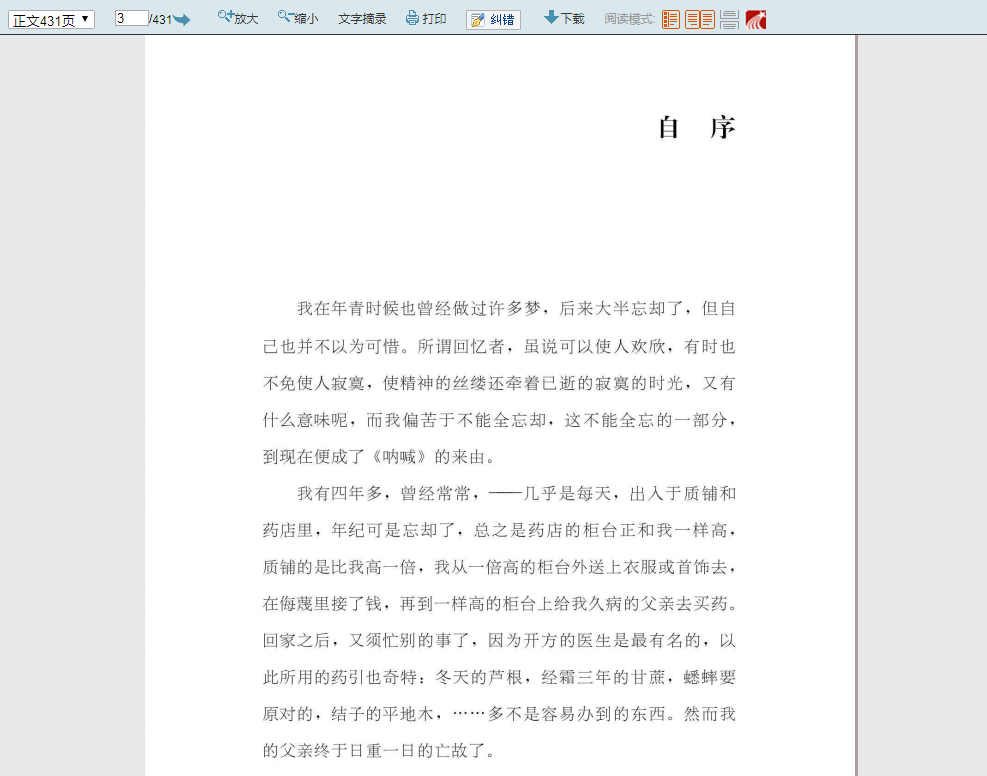 正文431页 3 /431 放大 缩小 文字摘录 打印 纠错 下载 阅读模式:
自 序
我在年青时候也曾经做过许多梦，后来大半忘却了，但自
己也并不以为可惜。所谓回忆者，虽说可以使人欢欣，有时也
不免使人寂寞，使精神的丝缕还牵着已逝的寂寞的时光，又有
什么意味呢，而我偏苦于不能全忘却，这不能全忘的一部分，
到现在便成了《呐喊》的来由。
我有四年多，曾经常常，——几乎是每天，出入于质铺和
药店里，年纪可是忘却了，总之是药店的柜台正和我一样高，
质铺的是比我高一倍，我从一倍高的柜台外送上衣服或首饰去，
在侮蔑里接了钱，再到一样高的柜台上给我久病的父亲去买药。
回家之后，又须忙别的事了，因为开方的医生是最有名的，以
此所用的药引也奇特：冬天的芦根，经霜三年的甘蔗，蟋蟀要
原对的，结子的平地木，……多不是容易办到的东西。然而我
的父亲终于日重一日的亡故了。